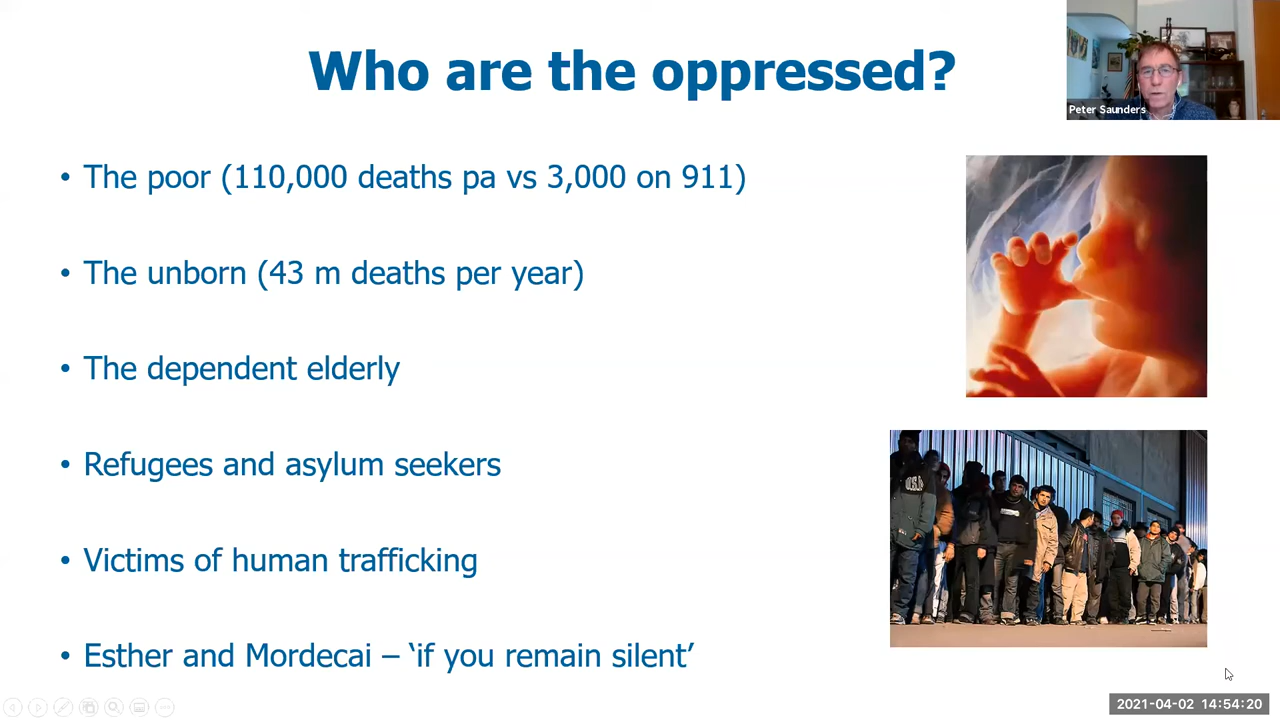 Who are the oppressed?
Peter Saunders
• The poor (110,000 deaths pa vs 3,000 on 911)
• The unborn (43 m deaths per year)
• The dependent elderly
• Refugees and asylum seekers
• Victims of human trafficking
• Esther and Mordecai – ‘if you remain silent’
2021-04-02 14:54:20